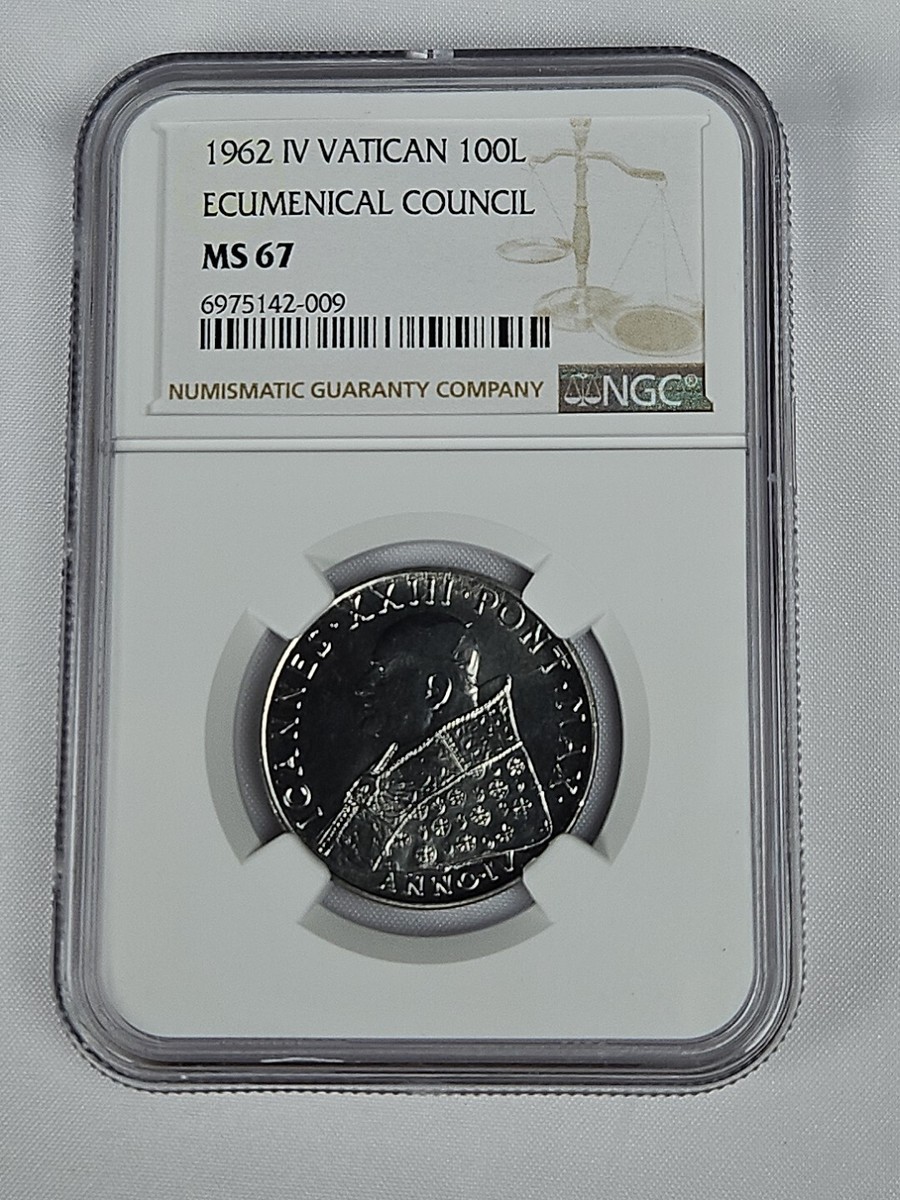 1962 IV VATICAN 100L
ECUMENICAL COUNCIL
MS 67
6975142-009
NUMISMATIC GUARANTY COMPANY
NGC®
IOANNES·XXIII·PONT·MAX·
ANNO·IV